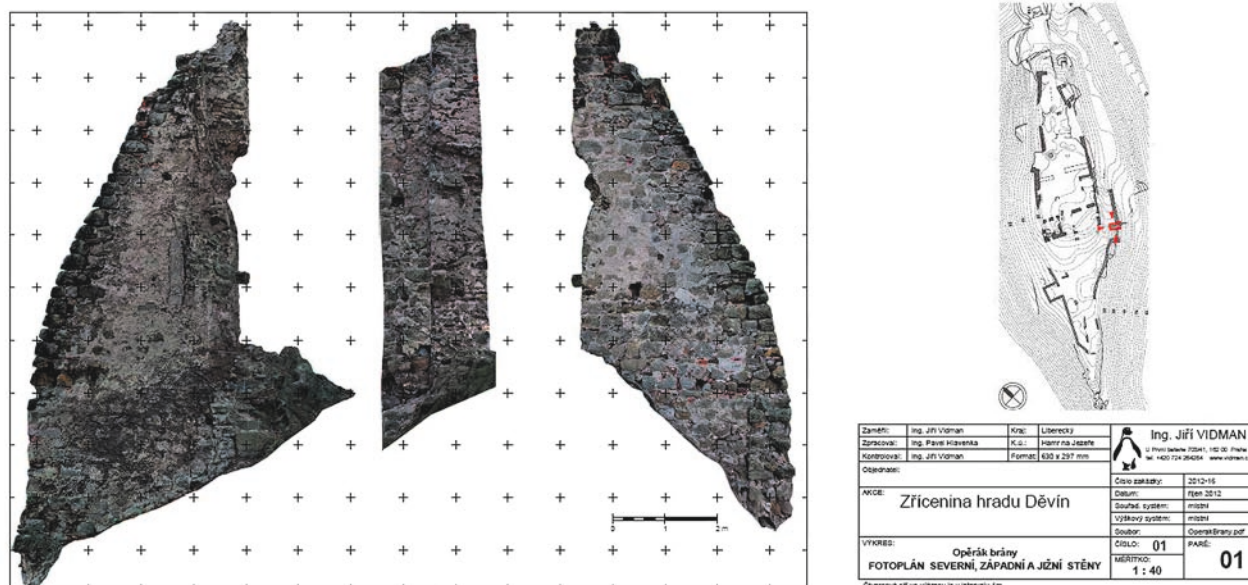 0 1 2 m
Zaměřil: Ing. Jiří Vidman Kraj: Liberecký
Zpracoval: Ing. Pavel Hlavenka K.ú.: Hamr na Jezeře
Kontroloval: Ing. Jiří Vidman Formát: 630 x 297 mm
Objednatel:
AKCE: Zřícenina hradu Děvín
VÝKRES: Opěrák brány
FOTOPLÁN SEVERNÍ, ZÁPADNÍ A JIŽNÍ STĚNY
Ing. Jiří VIDMAN
Číslo zakázky: 2012-16
Datum: říjen 2012
Souřad. systém: místní
Výškový systém: místní
Soubor: OperakBrany.pdf
ČÍSLO: 01 PARÉ:
MĚŘÍTKO: 1 : 40 01